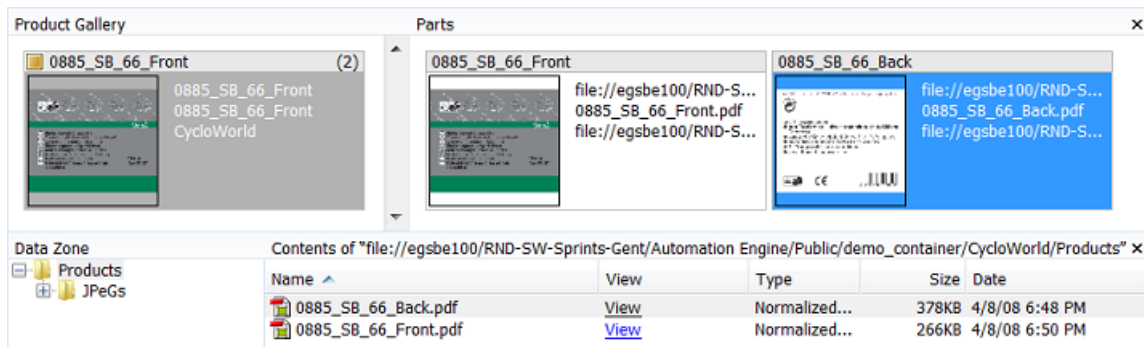 Product Gallery
Parts
0885_SB_66_Front (2)
0885_SB_66_Front
0885_SB_66_Front
CycloWorld
0885_SB_66_Front
file://egsbe100/RND-S...
0885_SB_66_Front.pdf
file://egsbe100/RND-S...
0885_SB_66_Back
file://egsbe100/RND-S...
0885_SB_66_Back.pdf
file://egsbe100/RND-S...
CE
Data Zone
Products
JPeGs
Contents of "file://egsbe100/RND-SW-Sprints-Gent/Automation Engine/Public/demo_container/CycloWorld/Products"
Name View Type Size Date
0885_SB_66_Back.pdf View Normalized... 378KB 4/8/08 6:48 PM
0885_SB_66_Front.pdf View Normalized... 266KB 4/8/08 6:50 PM